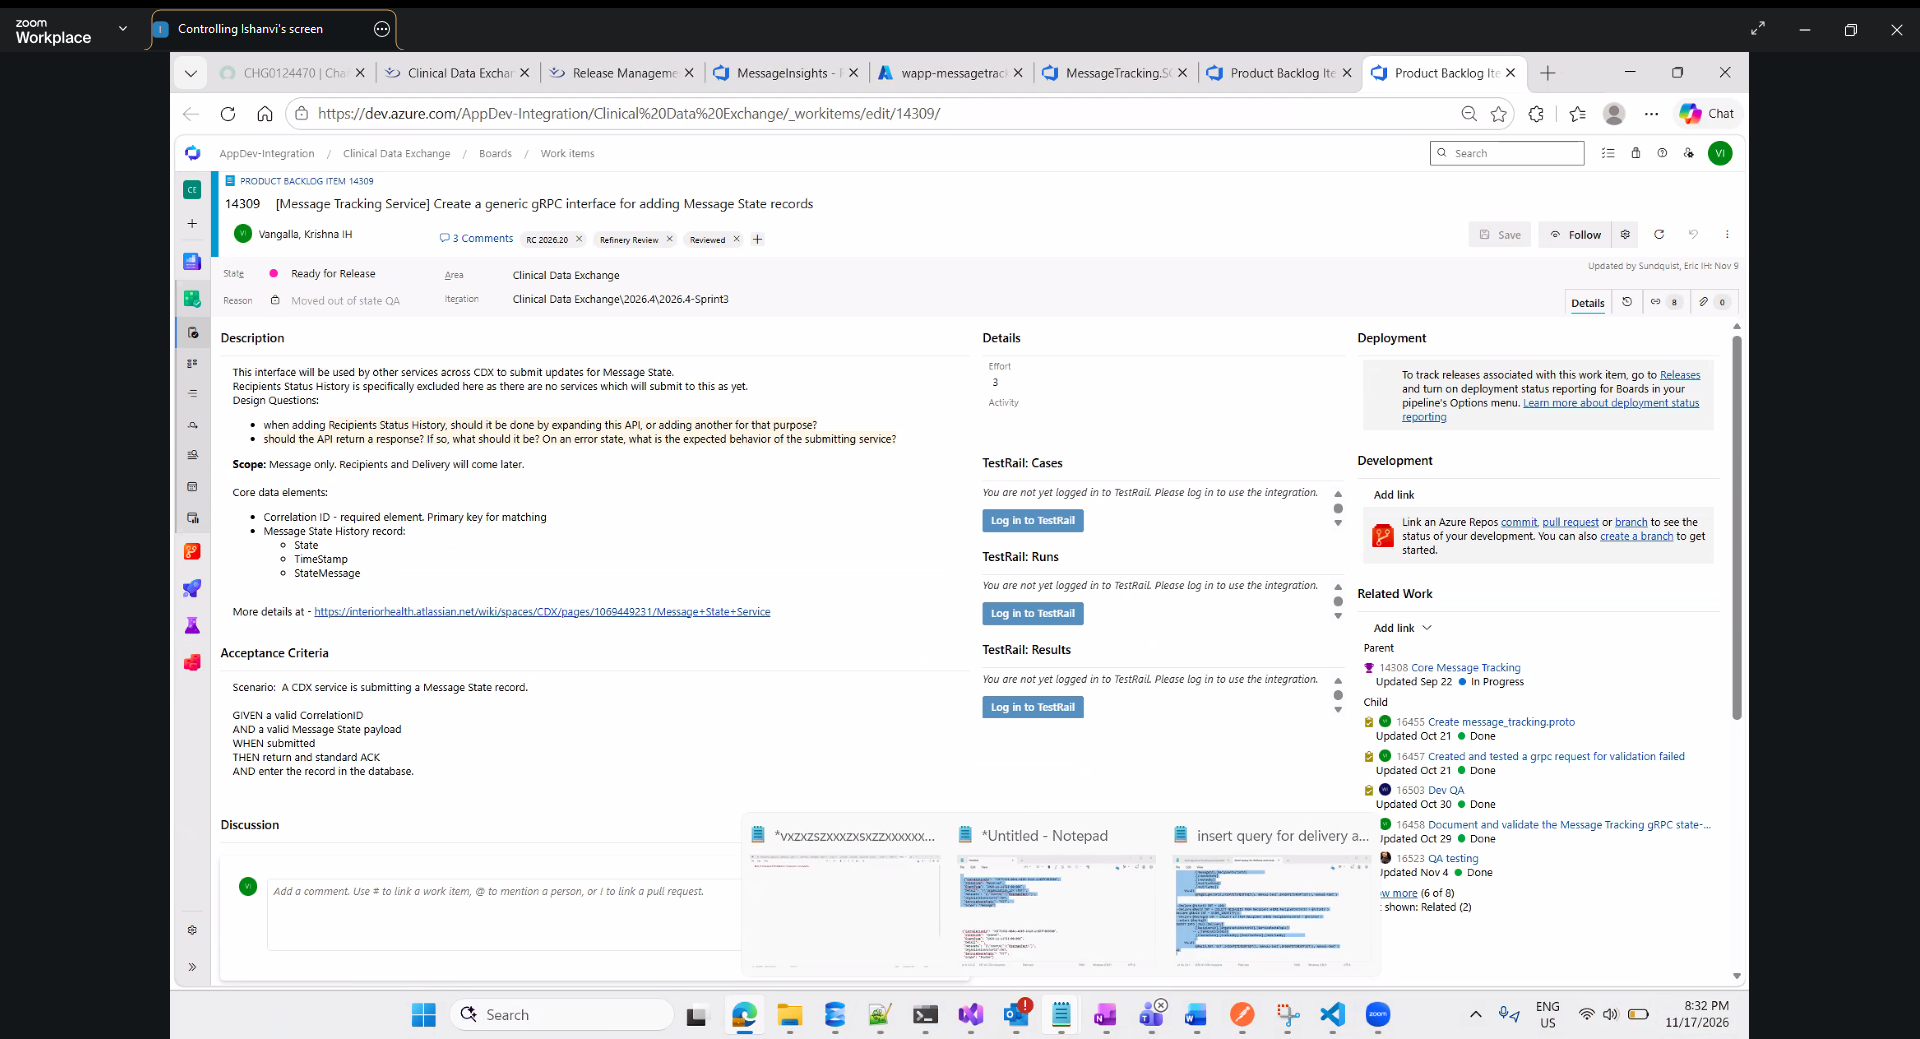 zoom
Workplace
Controlling Ishanvi's screen
CHG0124470 | Cha
Clinical Data Exchan
Release Manageme
MessageInsights -
wapp-messagetrac
MessageTracking.S
Product Backlog Ite
Product Backlog Ite
https://dev.azure.com/AppDev-Integration/Clinical%20Data%20Exchange/_workitems/edit/14309/
Chat
AppDev-Integration / Clinical Data Exchange / Boards / Work items
Search
VI
CE
PRODUCT BACKLOG ITEM 14309
14309 [Message Tracking Service] Create a generic gRPC interface for adding Message State records
VI Vangalla, Krishna IH
3 Comments
RC 2026.20
Refinery Review
Reviewed
Save
Follow
State Ready for Release
Area Clinical Data Exchange
Updated by Sundquist, Eric IH: Nov 9
Reason Moved out of state QA
Iteration Clinical Data Exchange\2026.4\2026.4-Sprint3
Details
8
0
Description
This interface will be used by other services across CDX to submit updates for Message State.
Recipients Status History is specifically excluded here as there are no services which will submit to this as yet.
Design Questions:
• when adding Recipients Status History, should it be done by expanding this API, or adding another for that purpose?
• should the API return a response? If so, what should it be? On an error state, what is the expected behavior of the submitting service?
Scope: Message only. Recipients and Delivery will come later.
Core data elements:
• Correlation ID - required element. Primary key for matching
• Message State History record:
State
TimeStamp
StateMessage
More details at - https://interiorhealth.atlassian.net/wiki/spaces/CDX/pages/1069449231/Message+State+Service
Acceptance Criteria
Scenario: A CDX service is submitting a Message State record.
GIVEN a valid CorrelationID
AND a valid Message State payload
WHEN submitted
THEN return and standard ACK
AND enter the record in the database.
Discussion
VI
Add a comment. Use # to link a work item, @ to mention a person, or ! to link a pull request.
Details
Effort
3
Activity
TestRail: Cases
You are not yet logged in to TestRail. Please log in to use the integration.
Log in to TestRail
TestRail: Runs
You are not yet logged in to TestRail. Please log in to use the integration.
Log in to TestRail
TestRail: Results
You are not yet logged in to TestRail. Please log in to use the integration.
Log in to TestRail
Deployment
To track releases associated with this work item, go to Releases
and turn on deployment status reporting for Boards in your
pipeline's Options menu. Learn more about deployment status
reporting
Development
Add link
Link an Azure Repos commit, pull request or branch to see the
status of your development. You can also create a branch to get
started.
Related Work
Add link
Parent
14308 Core Message Tracking
Updated Sep 22 In Progress
Child
16455 Create message_tracking.proto
Updated Oct 21 Done
16457 Created and tested a grpc request for validation failed
Updated Oct 21 Done
16503 Dev QA
Updated Oct 30 Done
16458 Document and validate the Message Tracking gRPC state-...
Updated Oct 29 Done
16523 QA testing
Updated Nov 4 Done
ow more (6 of 8)
t shown: Related (2)
*Untitled - Notepad
insert query for delivery a...
Search
ENG
US
8:32 PM
11/17/2026